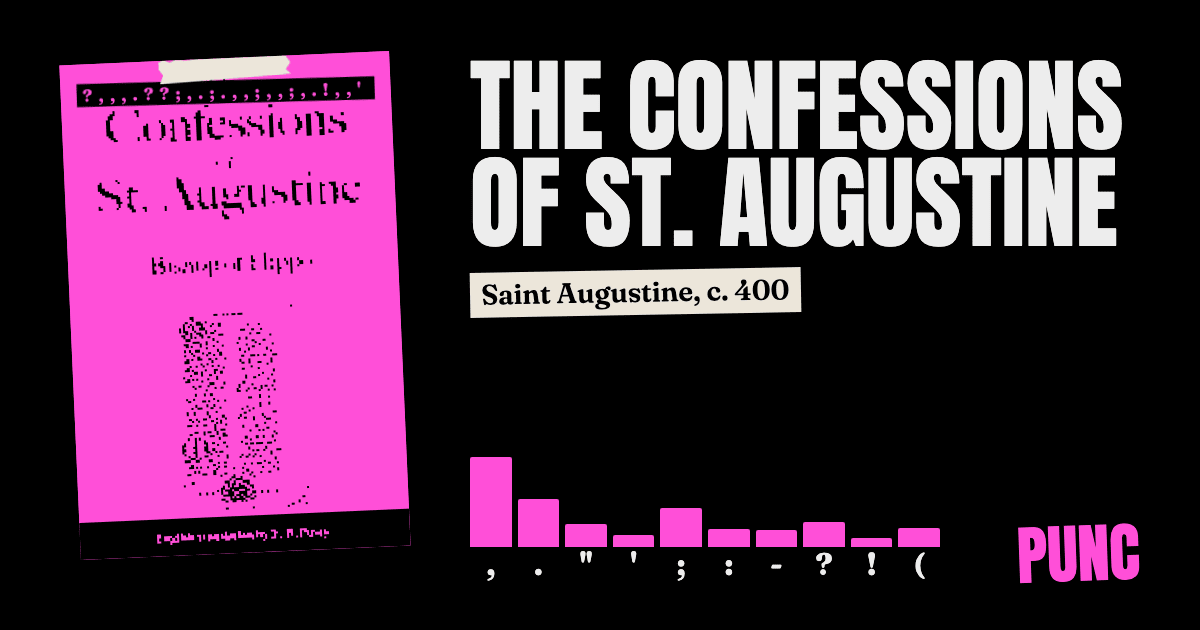 ?,,,.??;,.;.,,;,,;,.!,,'
Confessions
St. Augustine
THE CONFESSIONS
OF ST. AUGUSTINE
Saint Augustine, c. 400
, . " ' ; : - ? ! (
PUNC